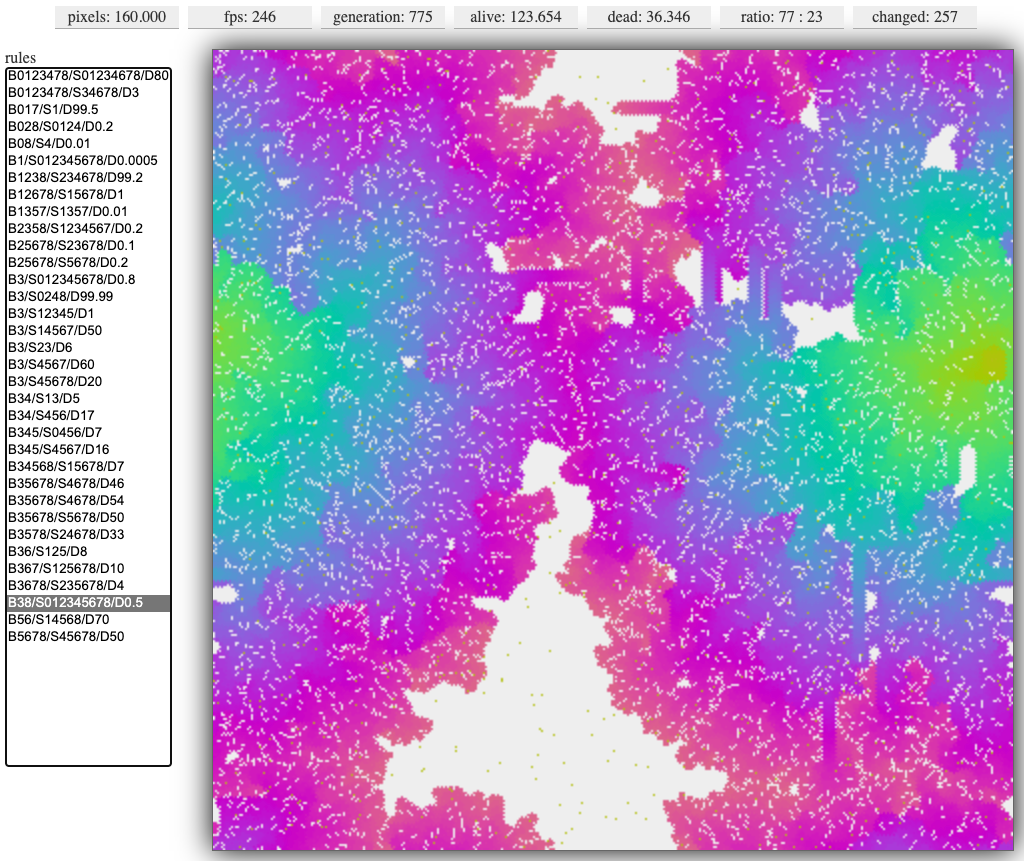 pixels: 160.000 fps: 246 generation: 775 alive: 123.654 dead: 36.346 ratio: 77 : 23 changed: 257
rules
B0123478/S01234678/D80
B0123478/S34678/D3
B017/S1/D99.5
B028/S0124/D0.2
B08/S4/D0.01
B1/S012345678/D0.0005
B1238/S234678/D99.2
B12678/S15678/D1
B1357/S1357/D0.01
B2358/S1234567/D0.2
B25678/S23678/D0.1
B25678/S5678/D0.2
B3/S012345678/D0.8
B3/S0248/D99.99
B3/S12345/D1
B3/S14567/D50
B3/S23/D6
B3/S4567/D60
B3/S45678/D20
B34/S13/D5
B34/S456/D17
B345/S0456/D7
B345/S4567/D16
B34568/S15678/D7
B35678/S4678/D46
B35678/S4678/D54
B35678/S5678/D50
B3578/S24678/D33
B36/S125/D8
B367/S125678/D10
B3678/S235678/D4
B38/S012345678/D0.5
B56/S14568/D70
B5678/S45678/D50